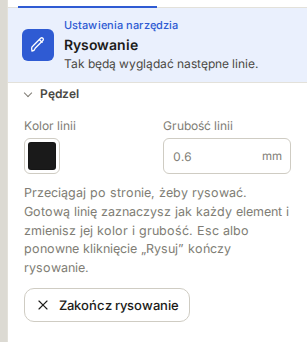 Ustawienia narzędzia
Rysowanie
Tak będą wyglądać następne linie.
Pędzel
Kolor linii
Grubość linii
0.6 mm
Przeciągaj po stronie, żeby rysować.
Gotową linię zaznaczysz jak każdy element i
zmienisz jej kolor i grubość. Esc albo
ponowne kliknięcie „Rysuj” kończy
rysowanie.
Zakończ rysowanie